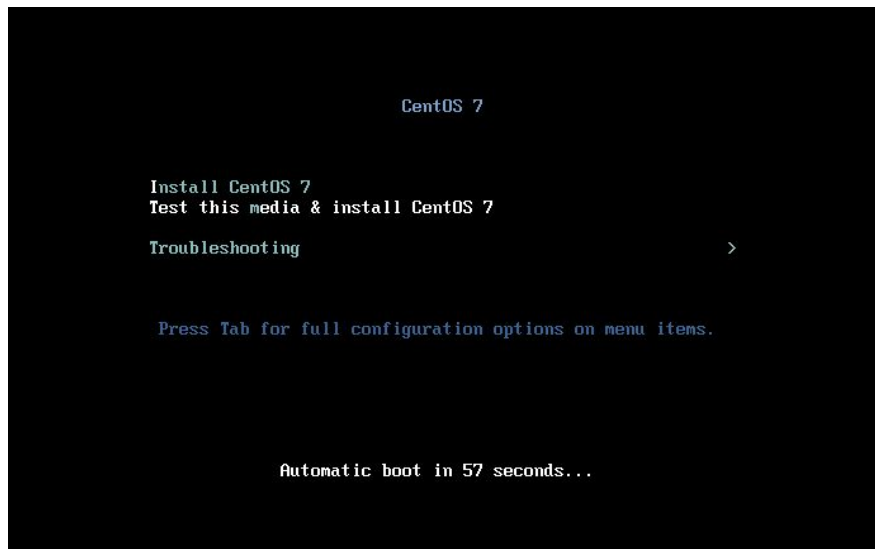 CentOS 7
Install CentOS 7
Test this media & install CentOS 7
Troubleshooting >
Press Tab for full configuration options on menu items.
Automatic boot in 57 seconds...